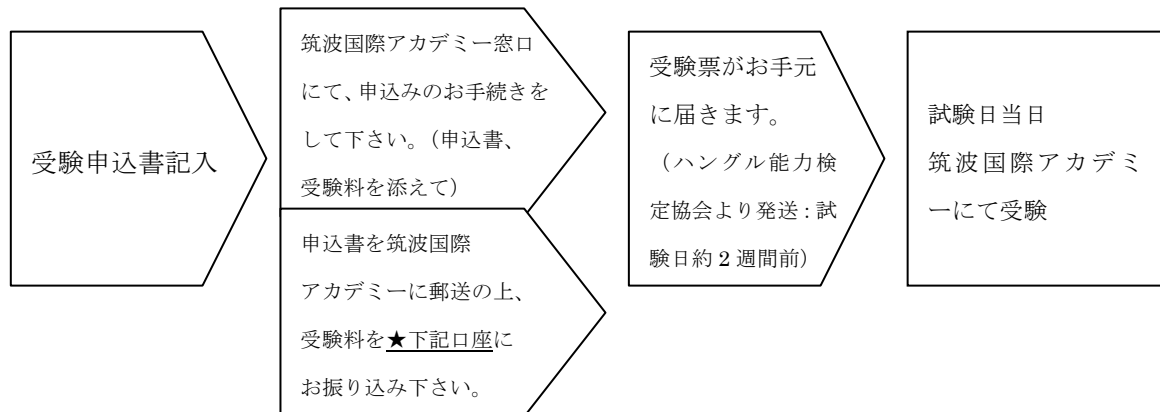 受験申込書記入
筑波国際アカデミー窓口
にて、申込みのお手続きを
して下さい。（申込書、
受験料を添えて）
申込書を筑波国際
アカデミーに郵送の上、
受験料を★下記口座に
お振り込み下さい。
受験票がお手元
に届きます。
（ハングル能力検
定協会より発送：試
験日約2週間前）
試験日当日
筑波国際アカデミ
ーにて受験